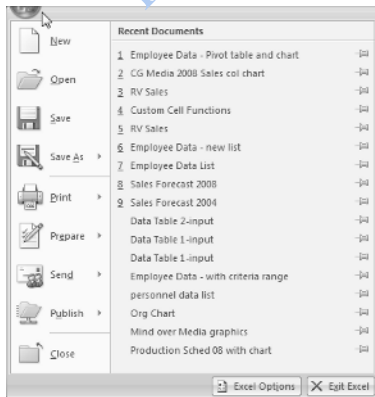 New
Open
Save
Save As
Print
Prepare
Send
Publish
Close
Recent Documents
1 Employee Data - Pivot table and chart
2 CG Media 2008 Sales col chart
3 RV Sales
4 Custom Cell Functions
5 RV Sales
6 Employee Data - new list
7 Employee Data List
8 Sales Forecast 2008
9 Sales Forecast 2004
Data Table 2-input
Data Table 1-input
Data Table 1-input
Employee Data - with criteria range
personnel data list
Org Chart
Mind over Media graphics
Production Sched 08 with chart
Excel Options
Exit Excel